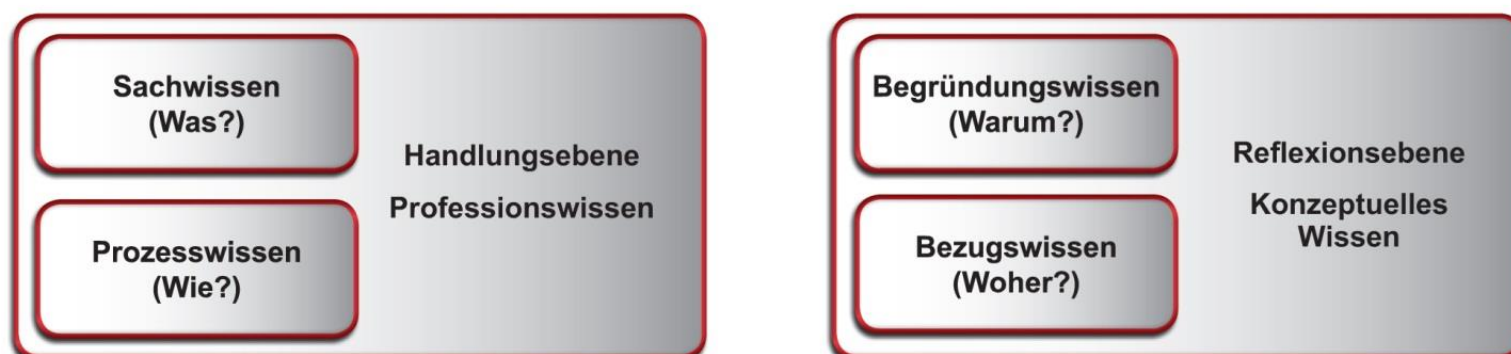 Sachwissen
(Was?)
Prozesswissen
(Wie?)
Handlungsebene
Professionswissen
Begründungswissen
(Warum?)
Bezugswissen
(Woher?)
Reflexionsebene
Konzeptuelles
Wissen